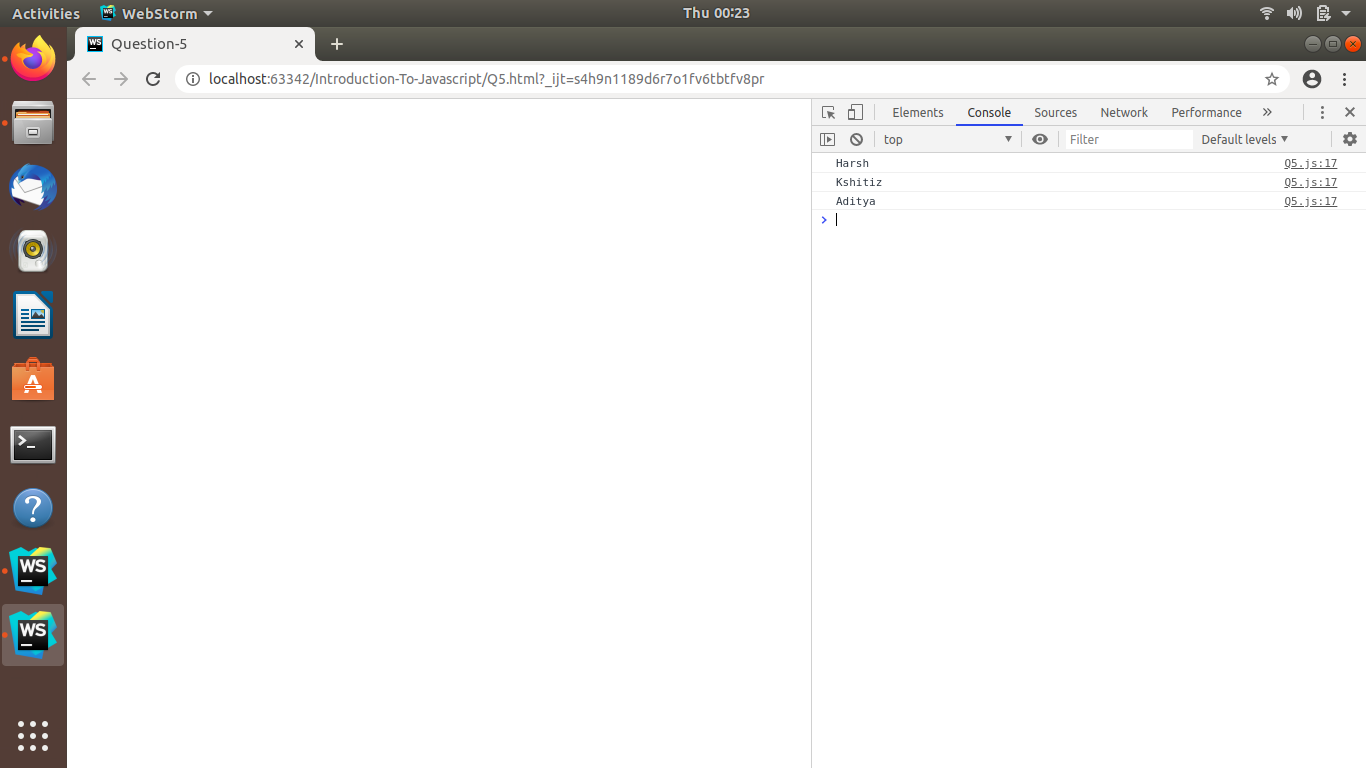 Activities WebStorm Thu 00:23
WS Question-5
localhost:63342/Introduction-To-Javascript/Q5.html?_ijt=s4h9n1189d6r7o1fv6tbtfv8pr
Elements Console Sources Network Performance
top Filter Default levels
Harsh Q5.js:17
Kshitiz Q5.js:17
Aditya Q5.js:17
WS
WS